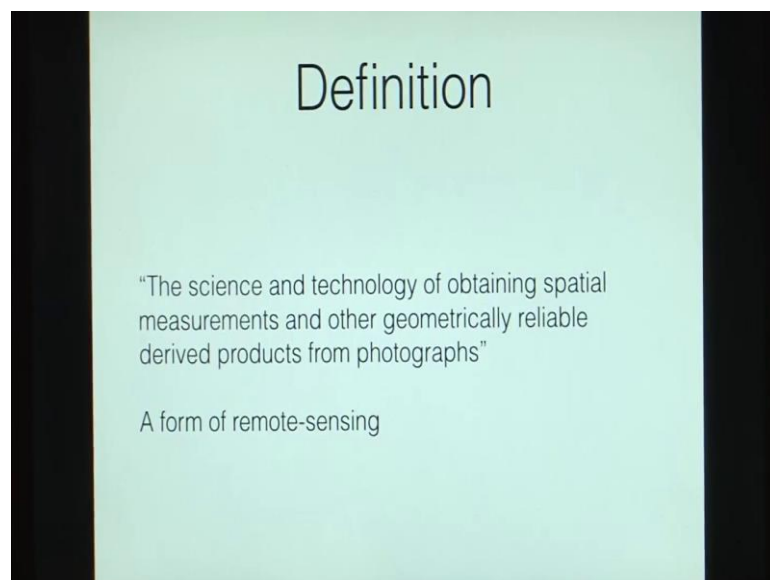 Definition
“The science and technology of obtaining spatial
measurements and other geometrically reliable
derived products from photographs”
A form of remote-sensing